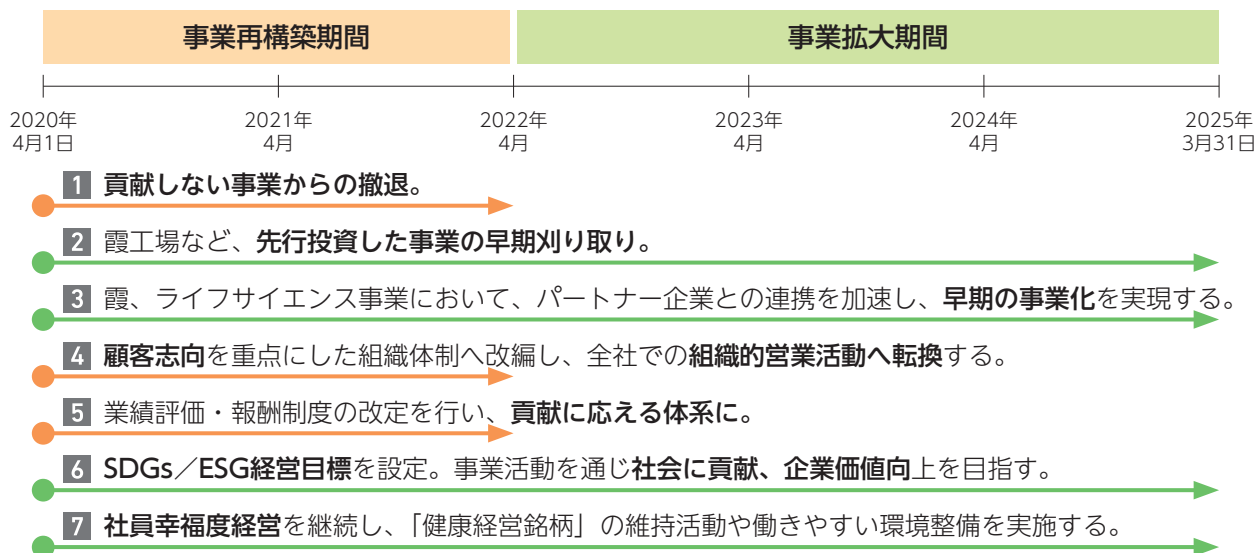 事業再構築期間
事業拡大期間
2020年
4月1日
2021年
4月
2022年
4月
2023年
4月
2024年
4月
2025年
3月31日
1 貢献しない事業からの撤退。
2 霞工場など、先行投資した事業の早期刈り取り。
3 霞、ライフサイエンス事業において、パートナー企業との連携を加速し、早期の事業化を実現する。
4 顧客志向を重点にした組織体制へ改編し、全社での組織的営業活動へ転換する。
5 業績評価・報酬制度の改定を行い、貢献に応える体系に。
6 SDGs／ESG経営目標を設定。事業活動を通じ社会に貢献、企業価値向上を目指す。
7 社員幸福度経営を継続し、「健康経営銘柄」の維持活動や働きやすい環境整備を実施する。